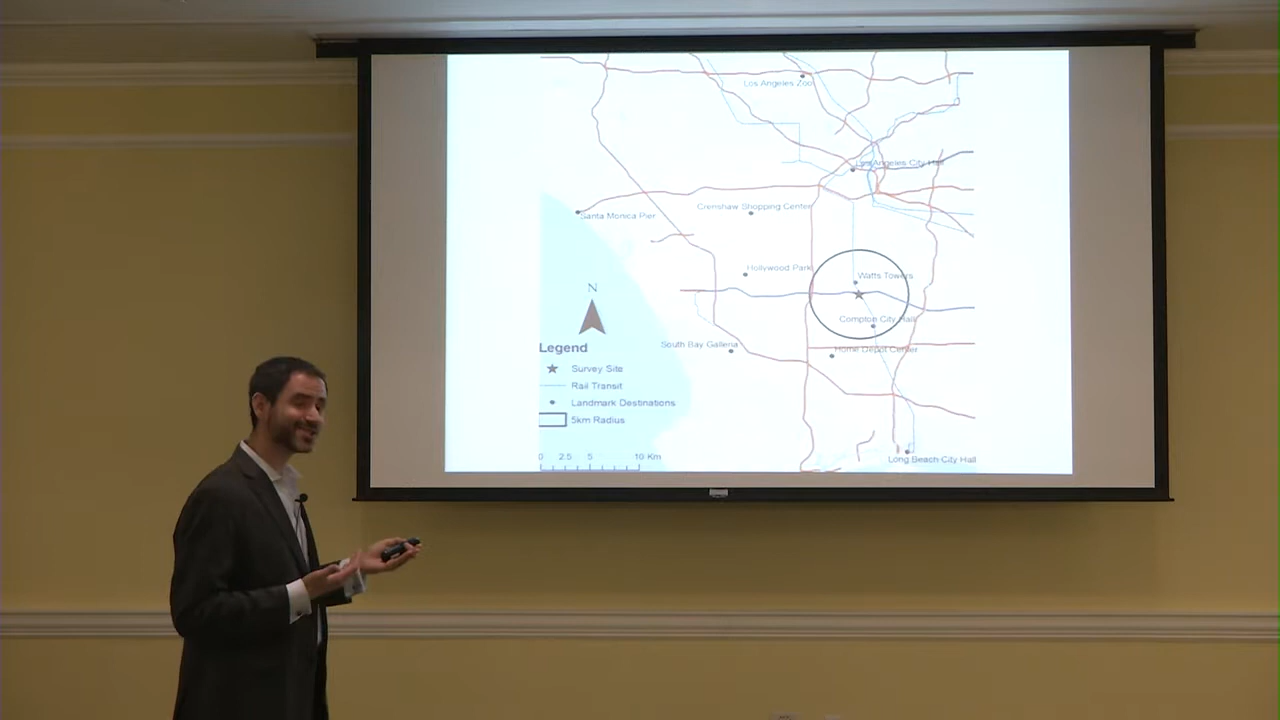 Los Angeles Zoo
Los Angeles City Hall
Crenshaw Shopping Center
Santa Monica Pier
Hollywood Park
Watts Towers
N
Compton City Hall
South Bay Galleria
Home Depot Center
Legend
Survey Site
Rail Transit
Landmark Destinations
5km Radius
0 2.5 5 10 Km
Long Beach City Hall